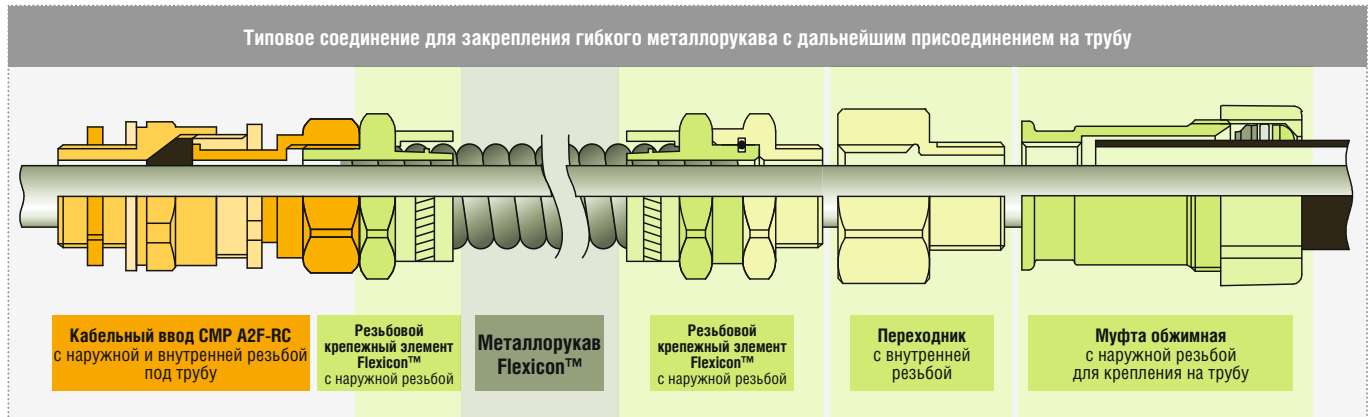 Типовое соединение для закрепления гибкого металлорукава с дальнейшим присоединением на трубу
Кабельный ввод CMP A2F-RC
с наружной и внутренней резьбой
под трубу
Резьбовой
крепежный элемент
Flexicon™
с наружной резьбой
Металлорукав
Flexicon™
Резьбовой
крепежный элемент
Flexicon™
с наружной резьбой
Переходник
с внутренней
резьбой
Муфта обжимная
с наружной резьбой
для крепления на трубу